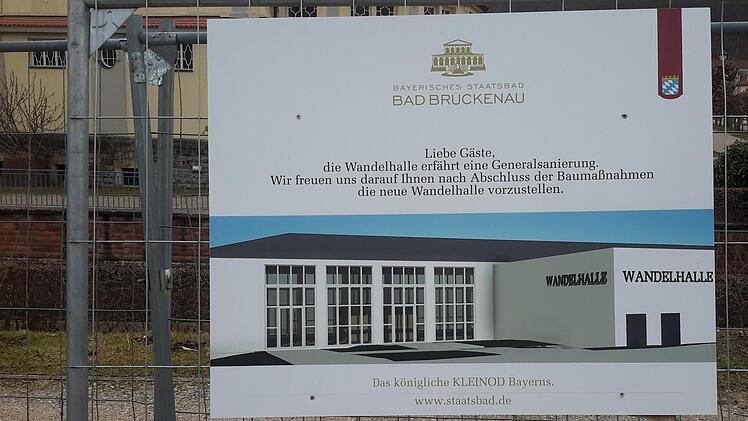 BAYERISCHES STAATSBAD
BAD BRÜCKENAU
Liebe Gäste,
die Wandelhalle erfährt eine Generalsanierung.
Wir freuen uns darauf Ihnen nach Abschluss der Baumaßnahmen
die neue Wandelhalle vorzustellen.
WANDELHALLE
WANDELHALLE
Das königliche KLEINOD Bayerns.
www.staatsbad.de